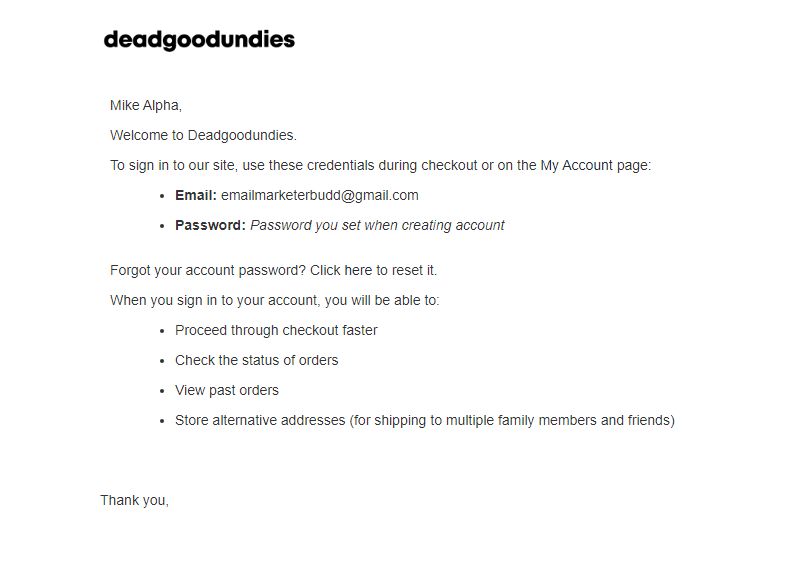 deadgoodundies
Mike Alpha,
Welcome to Deadgoodundies.
To sign in to our site, use these credentials during checkout or on the My Account page:
• Email: emailmarketerbudd@gmail.com
• Password: Password you set when creating account
Forgot your account password? Click here to reset it.
When you sign in to your account, you will be able to:
• Proceed through checkout faster
• Check the status of orders
• View past orders
• Store alternative addresses (for shipping to multiple family members and friends)
Thank you,